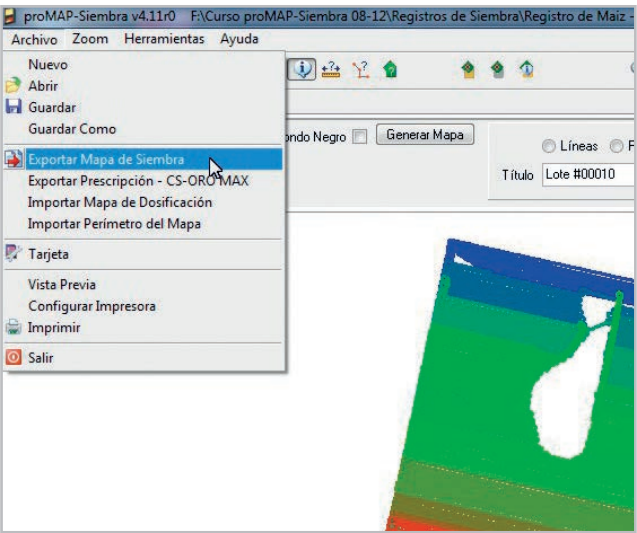 proMAP-Siembra v4.11r0 F:\Curso proMAP-Siembra 08-12\Registros de Siembra\Registro de Maiz -
Archivo Zoom Herramientas Ayuda
Nuevo
Abrir
Guardar
Guardar Como
Exportar Mapa de Siembra
Exportar Prescripción - CS-ORO MAX
Importar Mapa de Dosificación
Importar Perímetro del Mapa
Tarjeta
Vista Previa
Configurar Impresora
Imprimir
Salir
ondo Negro Generar Mapa
Líneas
Título Lote #00010